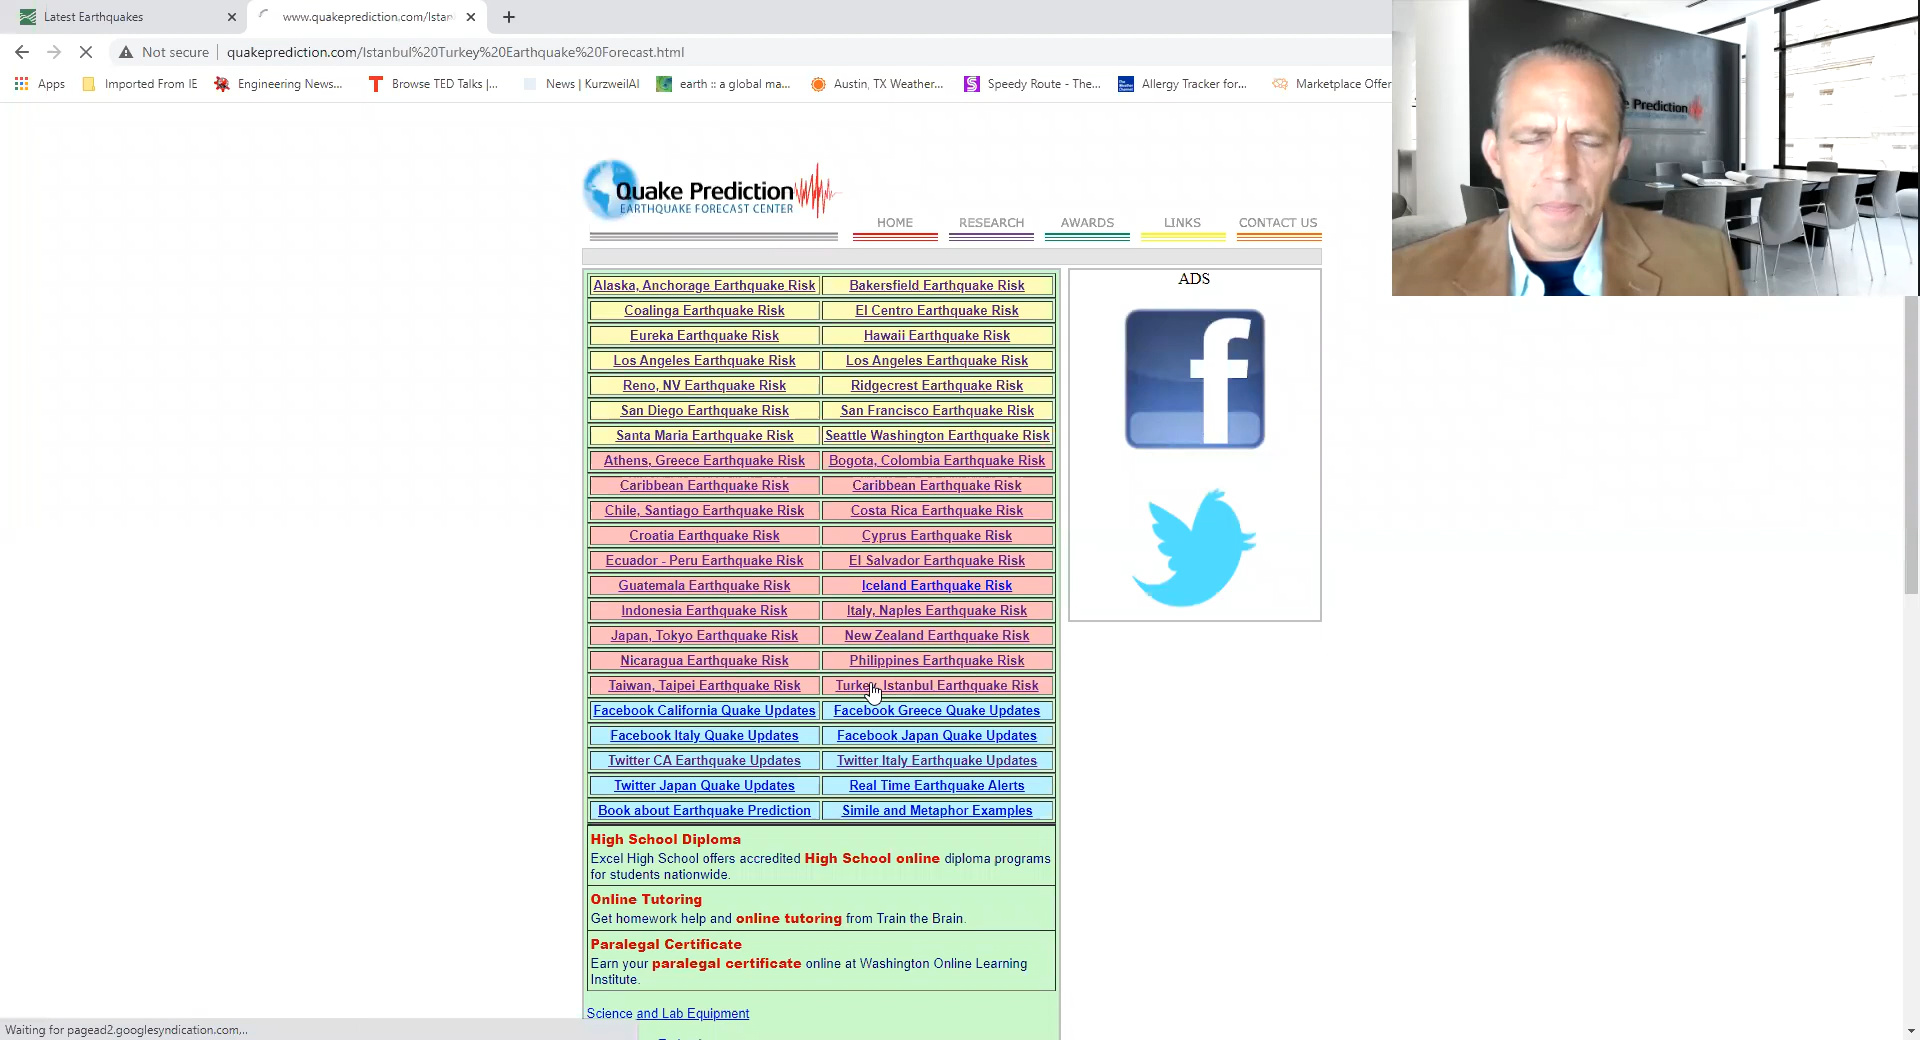 Latest Earthquakes
www.quakeprediction.com/Istan
Not secure
quakeprediction.com/Istanbul%20Turkey%20Earthquake%20Forecast.html
Apps
Imported From IE
Engineering News...
Browse TED Talks |...
News | KurzweilAI
earth :: a global ma...
Austin, TX Weather...
Speedy Route - The...
Allergy Tracker for...
Marketplace Offer
Prediction
Quake Prediction
EARTHQUAKE FORECAST CENTER
HOME
RESEARCH
AWARDS
LINKS
CONTACT US
Alaska, Anchorage Earthquake Risk
Bakersfield Earthquake Risk
Coalinga Earthquake Risk
El Centro Earthquake Risk
Eureka Earthquake Risk
Hawaii Earthquake Risk
Los Angeles Earthquake Risk
Los Angeles Earthquake Risk
Reno, NV Earthquake Risk
Ridgecrest Earthquake Risk
San Diego Earthquake Risk
San Francisco Earthquake Risk
Santa Maria Earthquake Risk
Seattle Washington Earthquake Risk
Athens, Greece Earthquake Risk
Bogota, Colombia Earthquake Risk
Caribbean Earthquake Risk
Caribbean Earthquake Risk
Chile, Santiago Earthquake Risk
Costa Rica Earthquake Risk
Croatia Earthquake Risk
Cyprus Earthquake Risk
Ecuador - Peru Earthquake Risk
El Salvador Earthquake Risk
Guatemala Earthquake Risk
Iceland Earthquake Risk
Indonesia Earthquake Risk
Italy, Naples Earthquake Risk
Japan, Tokyo Earthquake Risk
New Zealand Earthquake Risk
Nicaragua Earthquake Risk
Philippines Earthquake Risk
Taiwan, Taipei Earthquake Risk
Turkey, Istanbul Earthquake Risk
Facebook California Quake Updates
Facebook Greece Quake Updates
Facebook Italy Quake Updates
Facebook Japan Quake Updates
Twitter CA Earthquake Updates
Twitter Italy Earthquake Updates
Twitter Japan Quake Updates
Real Time Earthquake Alerts
Book about Earthquake Prediction
Simile and Metaphor Examples
ADS
f
High School Diploma
Excel High School offers accredited High School online diploma programs
for students nationwide.
Online Tutoring
Get homework help and online tutoring from Train the Brain.
Paralegal Certificate
Earn your paralegal certificate online at Washington Online Learning
Institute.
Science and Lab Equipment
Waiting for pagead2.googlesyndication.com...